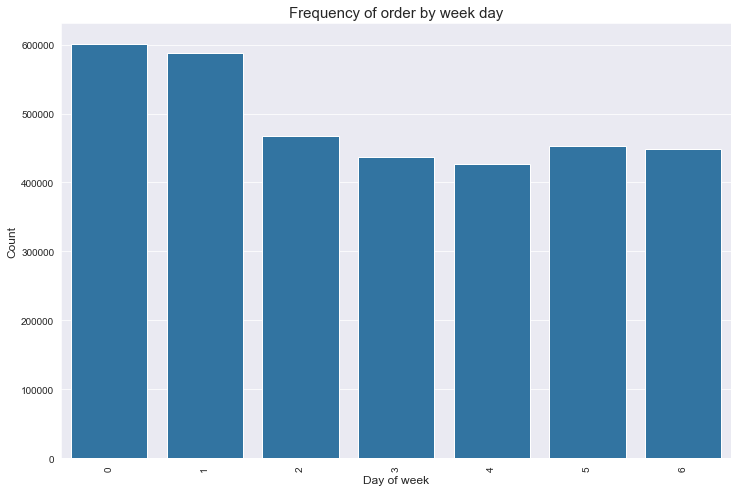 Frequency of order by week day
600000
500000
400000
300000
200000
100000
0
Count
0 1 2 3 4 5 6
Day of week